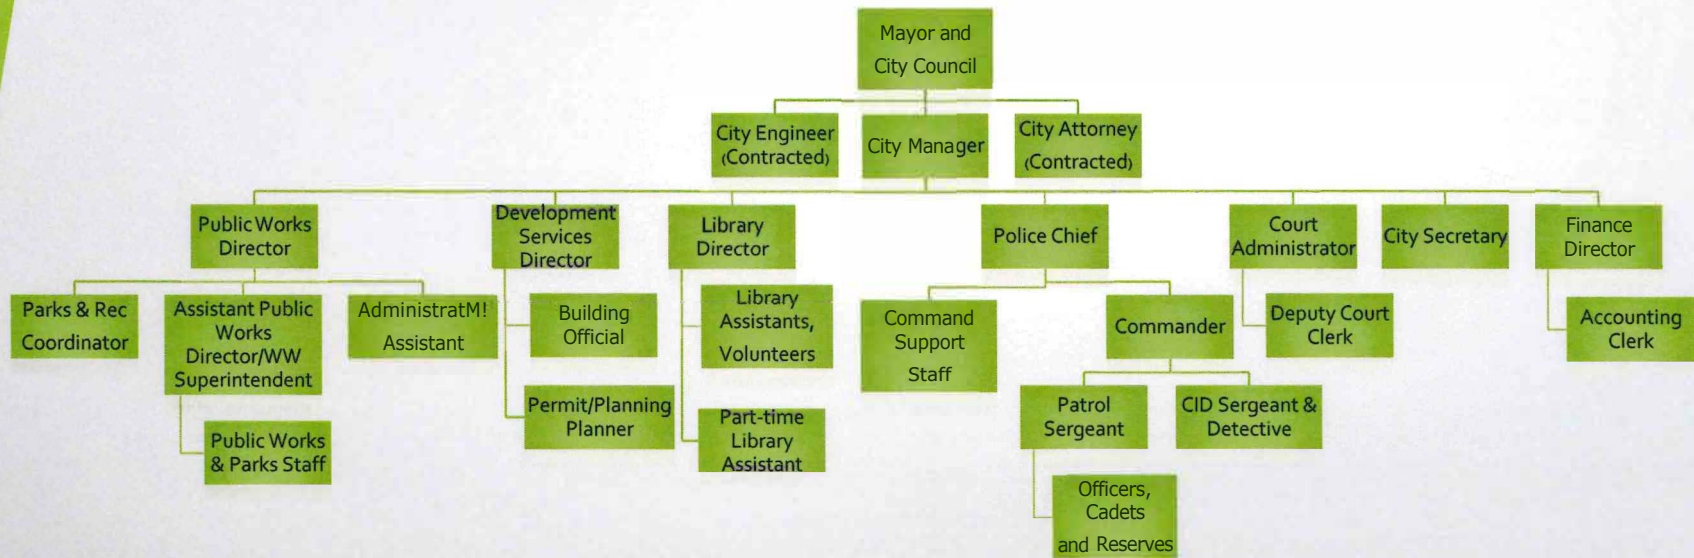 Mayor and
City Council
City Engineer
(Contracted)
City Manager
City Attorney
(Contracted)
Public Works
Director
Development
Services
Director
Library
Director
Police Chief
Court
Administrator
City Secretary
Finance
Director
Parks & Rec
Coordinator
Assistant Public
Works
Director/WW
Superintendent
AdministratM!
Assistant
Building
Official
Library
Assistants,
Volunteers
Command
Support
Staff
Commander
Deputy Court
Clerk
Accounting
Clerk
Public Works
& Parks Staff
Permit/Planning
Planner
Part-time
Library
Assistant
Patrol
Sergeant
CID Sergeant &
Detective
Officers,
Cadets
and Reserves